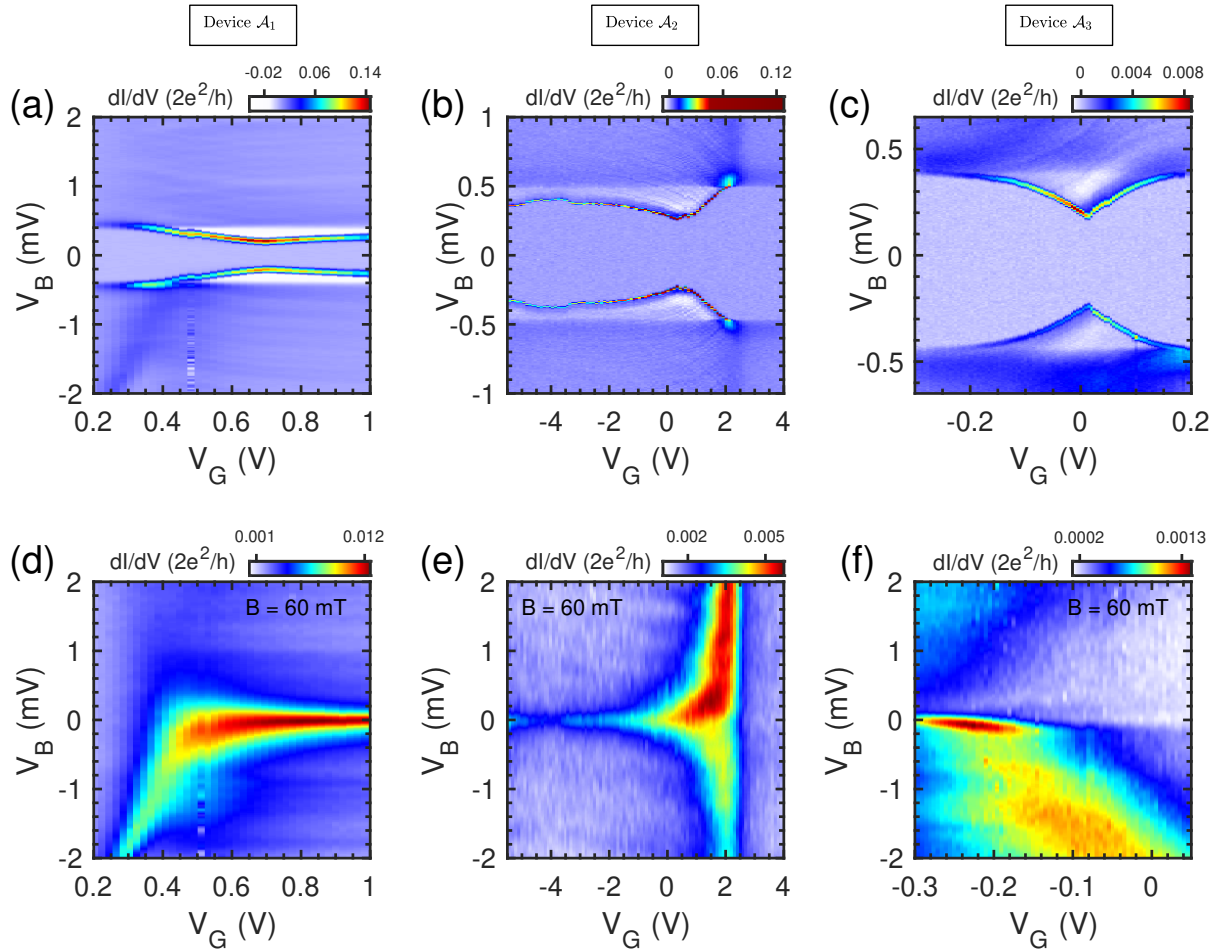 Device 𝒜₁
Device 𝒜₂
Device 𝒜₃
-0.02 0.06 0.14
(a) dI/dV (2e²/h)
2
1
0
-1
-2
V_B (mV)
0.2 0.4 0.6 0.8 1
V_G (V)
0 0.06 0.12
(b) dI/dV (2e²/h)
1
0.5
0
-0.5
1
V_B (mV)
-4 -2 0 2 4
V_G (V)
0 0.004 0.008
(c) dI/dV (2e²/h)
0.5
0
-0.5
V_B (mV)
-0.2 0 0.2
V_G (V)
0.001 0.012
(d) dI/dV (2e²/h)
B = 60 mT
2
1
0
-1
-2
V_B (mV)
0.2 0.4 0.6 0.8 1
V_G (V)
0.002 0.005
(e) dI/dV (2e²/h)
B = 60 mT
2
1
0
-1
-2
V_B (mV)
-4 -2 0 2 4
V_G (V)
0.0002 0.0013
(f) dI/dV (2e²/h)
B = 60 mT
2
1
0
-1
-2
V_B (mV)
-0.3 -0.2 -0.1 0
V_G (V)